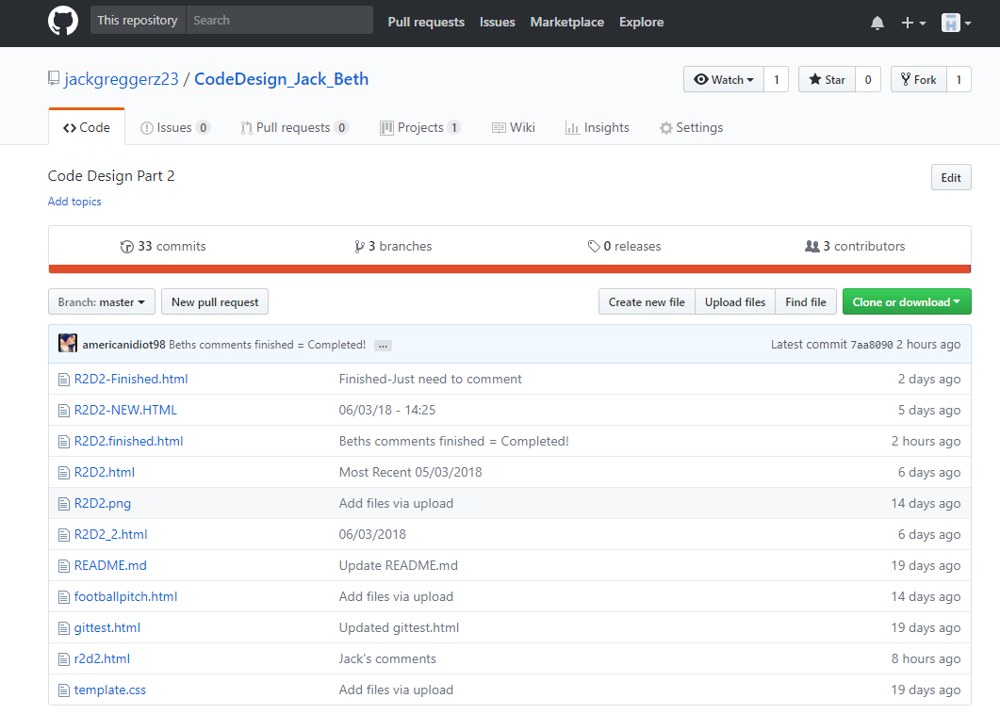 This repository Search Pull requests Issues Marketplace Explore
jackgreggerz23 / CodeDesign_Jack_Beth Watch 1 Star 0 Fork 1
Code Issues 0 Pull requests 0 Projects 1 Wiki Insights Settings
Code Design Part 2 Edit
Add topics
33 commits 3 branches 0 releases 3 contributors
Branch: master New pull request Create new file Upload files Find file Clone or download
americanidiot98 Beths comments finished = Completed! ... Latest commit 7aa8090 2 hours ago
R2D2-Finished.html Finished-Just need to comment 2 days ago
R2D2-NEW.HTML 06/03/18 - 14:25 5 days ago
R2D2.finished.html Beths comments finished = Completed! 2 hours ago
R2D2.html Most Recent 05/03/2018 6 days ago
R2D2.png Add files via upload 14 days ago
R2D2_2.html 06/03/2018 6 days ago
README.md Update README.md 19 days ago
footballpitch.html Add files via upload 14 days ago
gittest.html Updated gittest.html 19 days ago
r2d2.html Jack's comments 8 hours ago
template.css Add files via upload 19 days ago